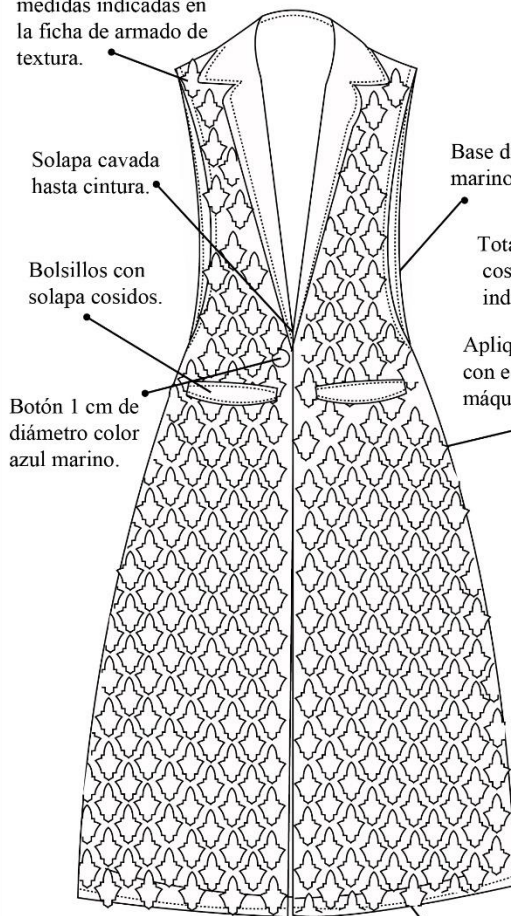 medidas indicadas en
la ficha de armado de
textura.
Solapa cavada
hasta cintura.
Base d
marino
Bolsillos con
solapa cosidos.
Tota
cos
ind
Apliq
con e
máqu
Botón 1 cm de
diámetro color
azul marino.